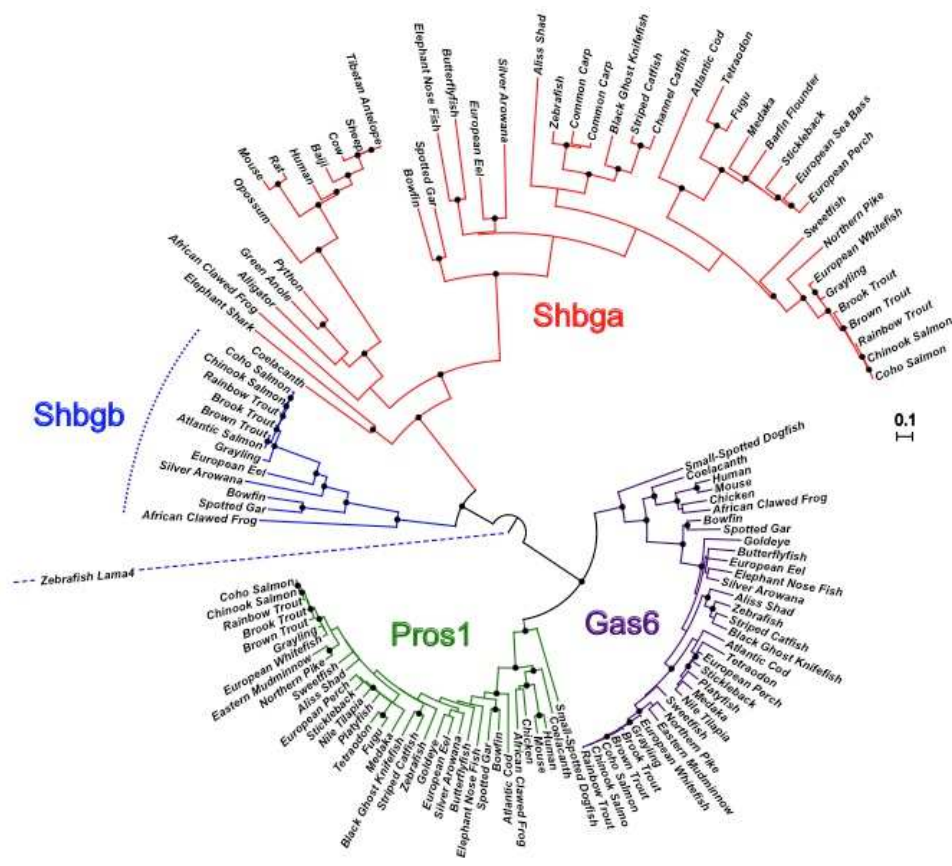 Mouse
Rat
Opossum
Human
Baiji
Cow
Sheep
Tibetan Antelope
African Clawed Frog
Green Anole
Python
Alligator
Elephant Shark
Coelacanth
Bowfin
Spotted Gar
Elephant Nose Fish
Butterflyfish
European Eel
Silver Arowana
Aliss Shad
Zebrafish
Common Carp
Common Carp
Black Ghost Knifefish
Striped Catfish
Channel Catfish
Atlantic Cod
Tetraodon
Fugu
Medaka
Barfin Flounder
Stickleback
European Sea Bass
European Perch
Sweetfish
Northern Pike
European Whitefish
Grayling
Brook Trout
Brown Trout
Rainbow Trout
Chinook Salmon
Coho Salmon
Shbga
0.1
Shbgb
Coho Salmon
Chinook Salmon
Rainbow Trout
Brook Trout
Brown Trout
Atlantic Salmon
Grayling
European Eel
Silver Arowana
Bowfin
Spotted Gar
African Clawed Frog
Zebrafish Lama4
Pros1
Coho Salmon
Chinook Salmon
Rainbow Trout
Brook Trout
Brown Trout
Grayling
European Whitefish
Eastern Mudminnow
Northern Pike
Sweetfish
Aliss Shad
European Perch
Stickleback
Nile Tilapia
Platyfish
Tetraodon
Fugu
Medaka
Black Ghost Knifefish
Striped Catfish
Zebrafish
Goldeye
European Eel
Silver Arowana
Butterflyfish
Elephant Nose Fish
Spotted Gar
Bowfin
Atlantic Cod
African Clawed Frog
Chicken
Mouse
Human
Coelacanth
Small-Spotted Dogfish
Gas6
Small-Spotted Dogfish
Coelacanth
Human
Mouse
Chicken
African Clawed Frog
Bowfin
Spotted Gar
Goldeye
Butterflyfish
European Eel
Elephant Nose Fish
Silver Arowana
Aliss Shad
Zebrafish
Striped Catfish
Black Ghost Knifefish
Atlantic Cod
Tetraodon
European Perch
Stickleback
Platyfish
Medaka
Nile Tilapia
Sweetfish
Northern Pike
Eastern Mudminnow
European Whitefish
Grayling
Brook Trout
Brown Trout
Coho Salmon
Chinook Salmo
Rainbow Trout